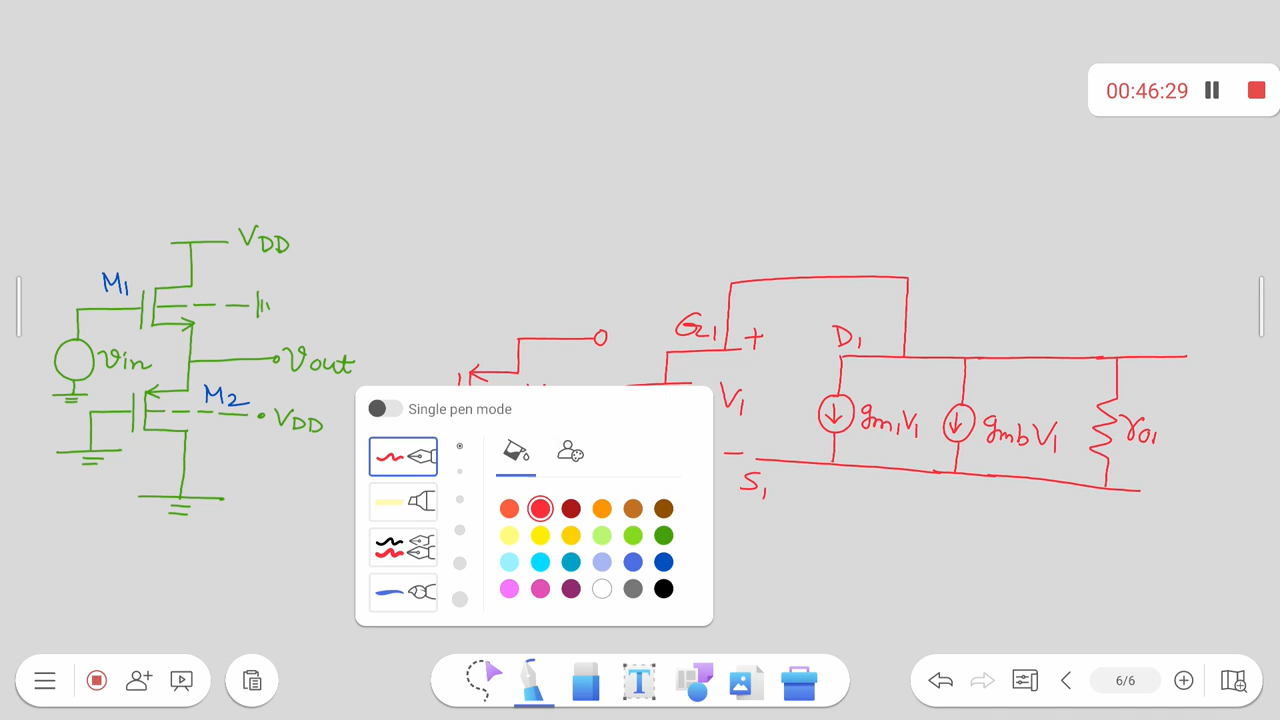 00:46:29
VDD
M1
Vin
Vout
M2
VDD
G1 +
D1
V1
gm1V1
gmbV1
ro1
−
S1
Single pen mode
T
6/6